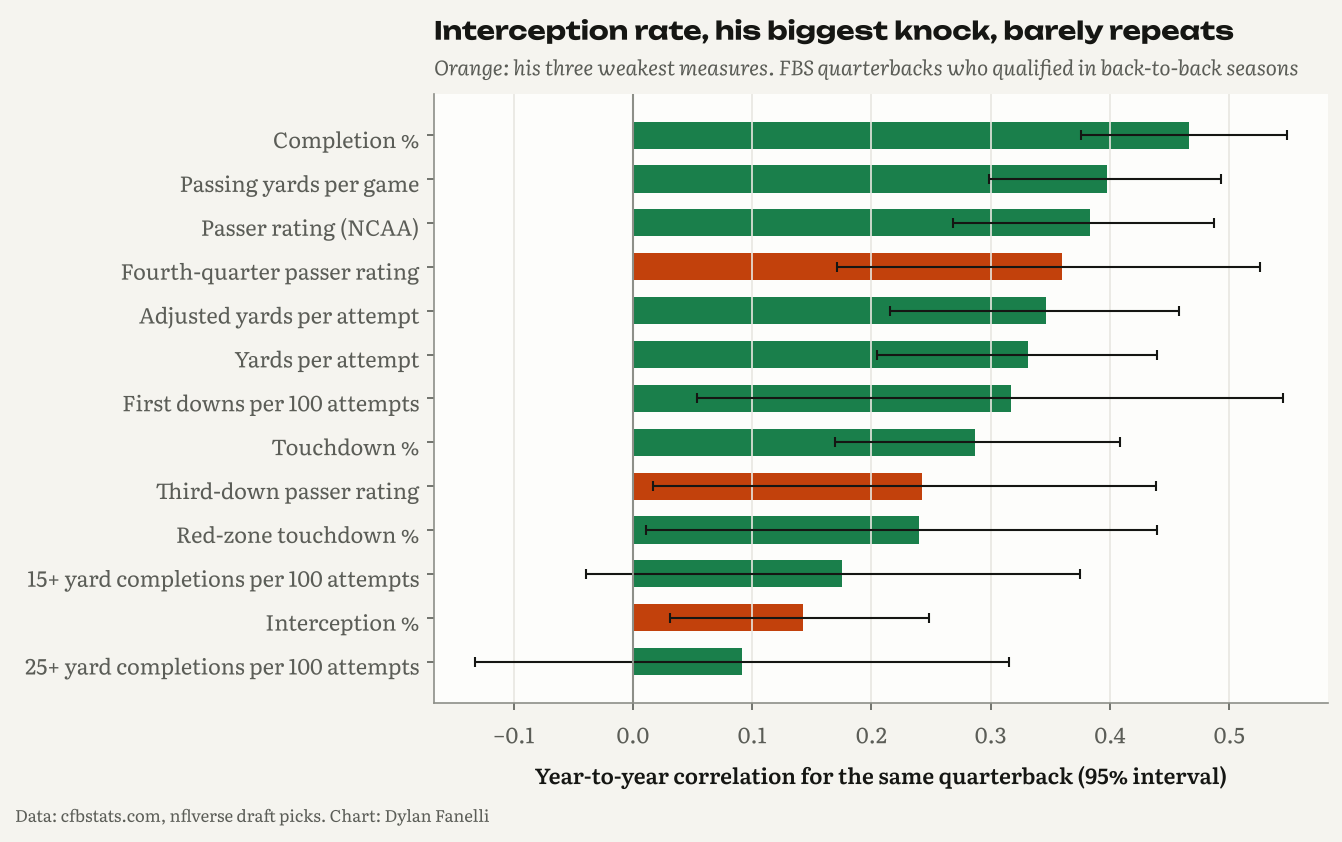 Interception rate, his biggest knock, barely repeats
Orange: his three weakest measures. FBS quarterbacks who qualified in back-to-back seasons
Completion %
Passing yards per game
Passer rating (NCAA)
Fourth-quarter passer rating
Adjusted yards per attempt
Yards per attempt
First downs per 100 attempts
Touchdown %
Third-down passer rating
Red-zone touchdown %
15+ yard completions per 100 attempts
Interception %
25+ yard completions per 100 attempts
−0.1 0.0 0.1 0.2 0.3 0.4 0.5
Year-to-year correlation for the same quarterback (95% interval)
Data: cfbstats.com, nflverse draft picks. Chart: Dylan Fanelli